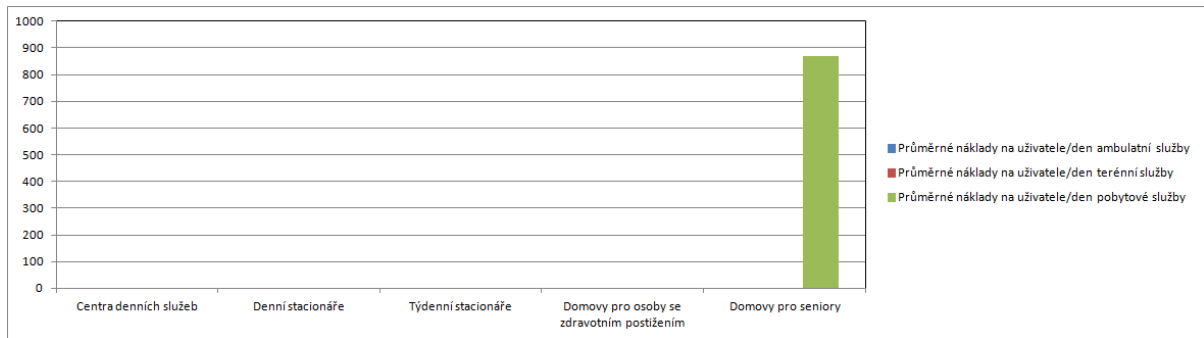 1000
900
800
700
600
500
400
300
200
100
0
Centra denních služeb
Denní stacionáře
Týdenní stacionáře
Domovy pro osoby se
zdravotním postižením
Domovy pro seniory
Průměrné náklady na uživatele/den ambulatní služby
Průměrné náklady na uživatele/den terénní služby
Průměrné náklady na uživatele/den pobytové služby